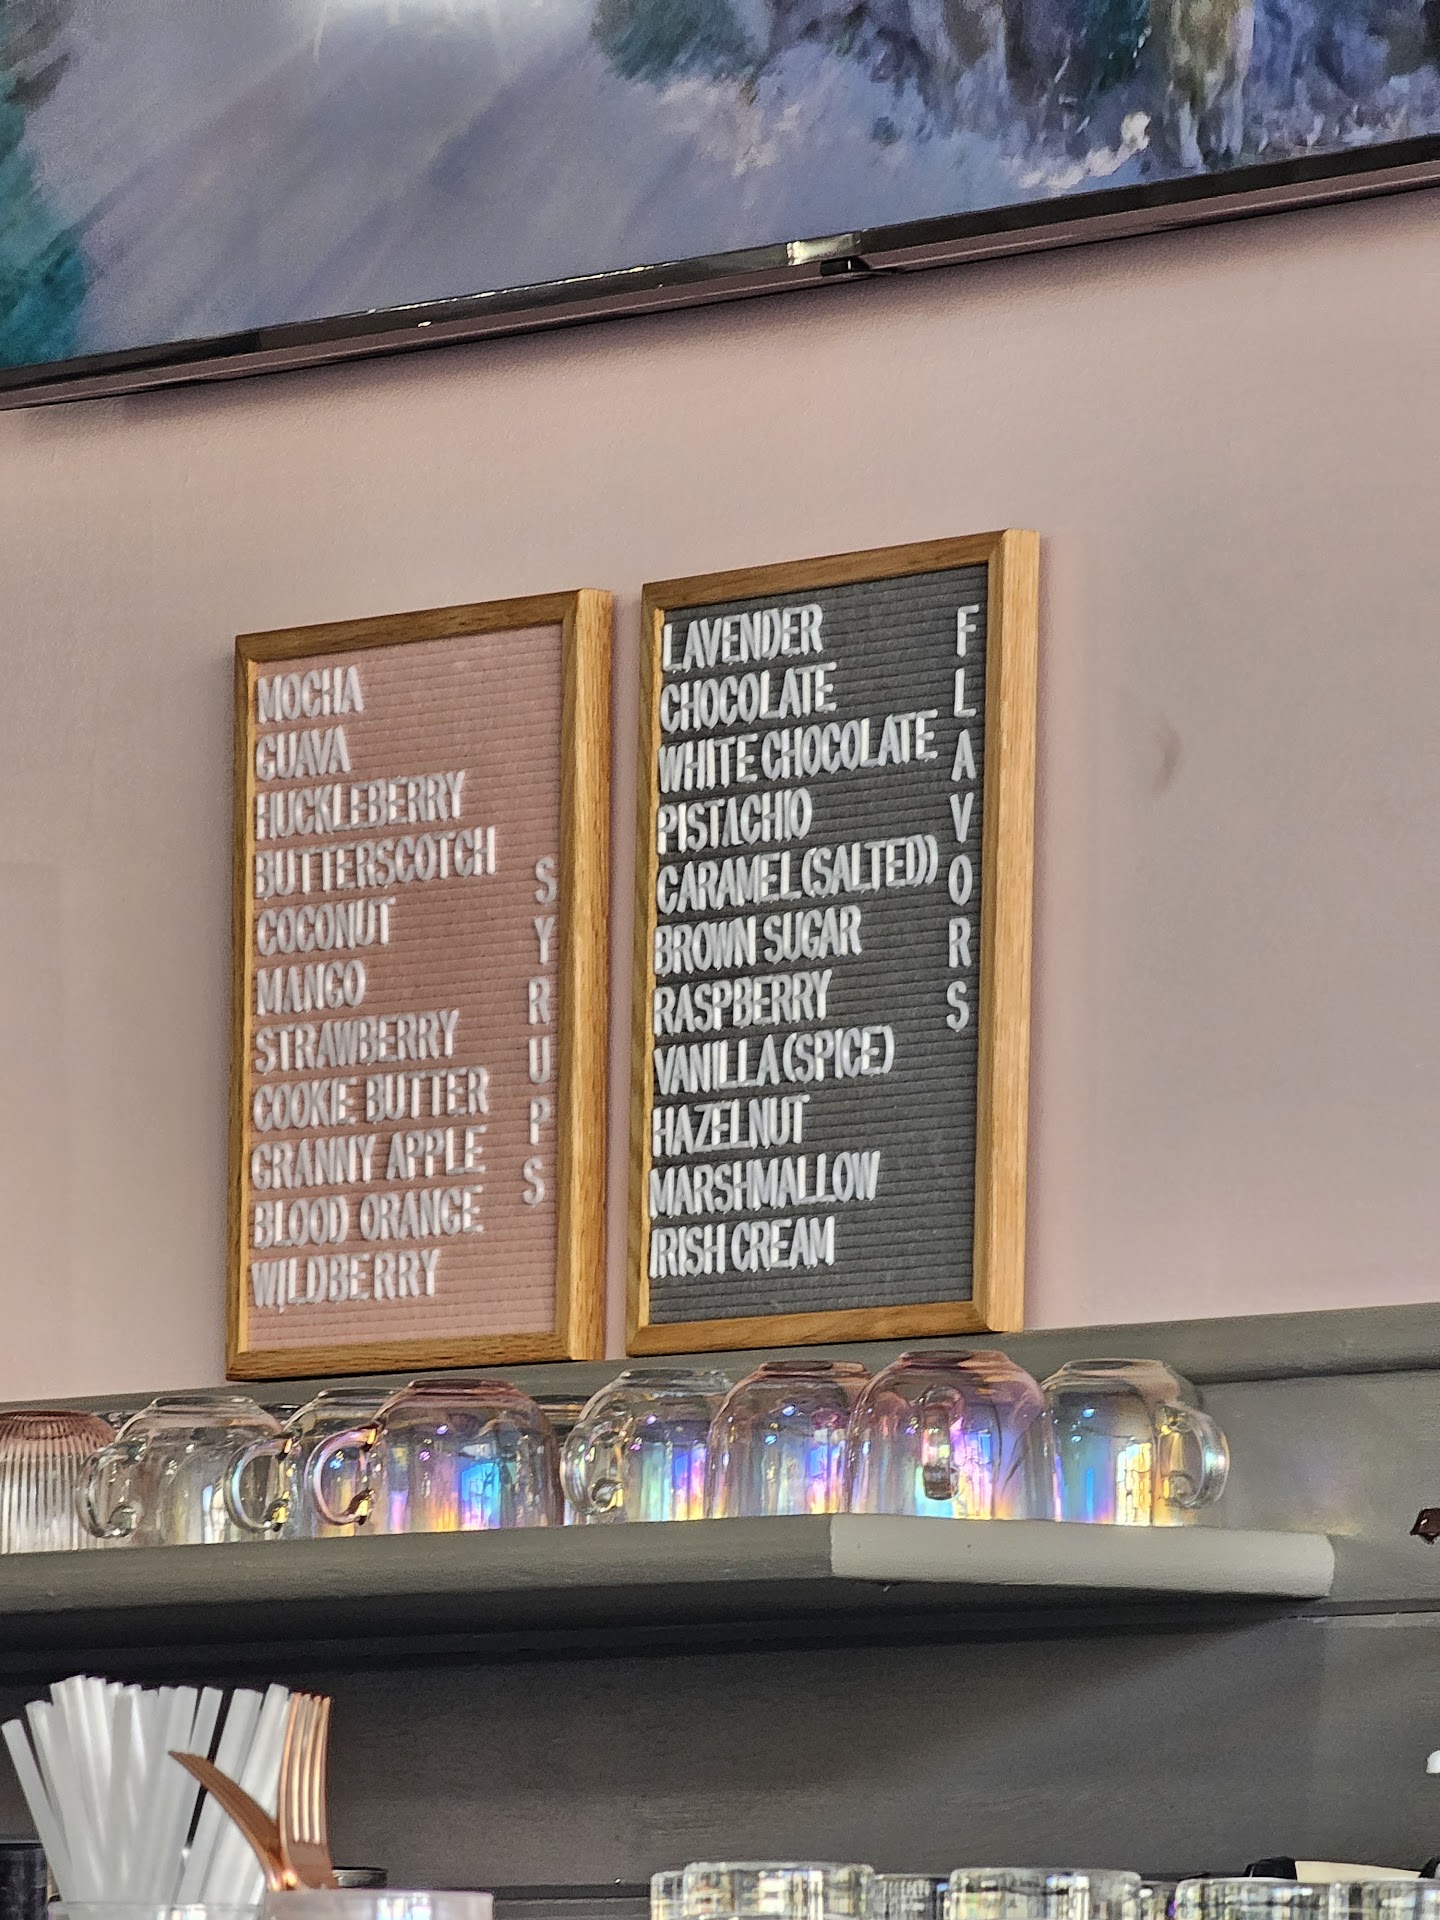 MOCHA
GUAVA
HUCKLEBERRY
BUTTERSCOTCH
COCONUT
MANGO
STRAWBERRY
COOKIE BUTTER
GRANNY APPLE
BLOOD ORANGE
WILDBERRY
SYRUPS
LAVENDER
CHOCOLATE
WHITE CHOCOLATE
PISTACHIO
CARAMEL (SALTED))
BROWN SUGAR
RASPBERRY
VANILLA (SPICE)
HAZELNUT
MARSHMALLOW
IRISH CREAM
FLAVORS